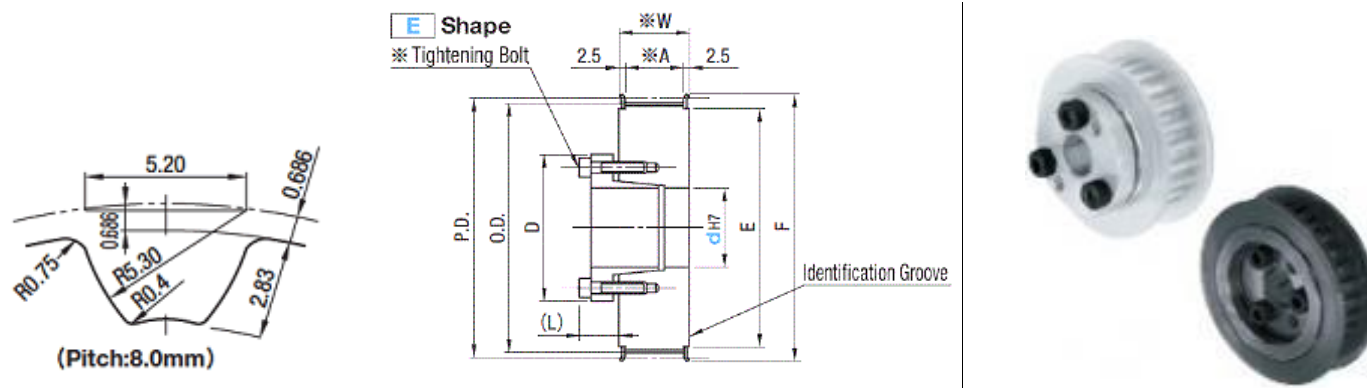 5.20
0.686
0.686
R0.75
R5.30
R0.4
2.83
(Pitch:8.0mm)
E Shape
※ Tightening Bolt
※W
2.5
※A
2.5
P.D.
O.D.
D
dH7
E
F
(L)
Identification Groove